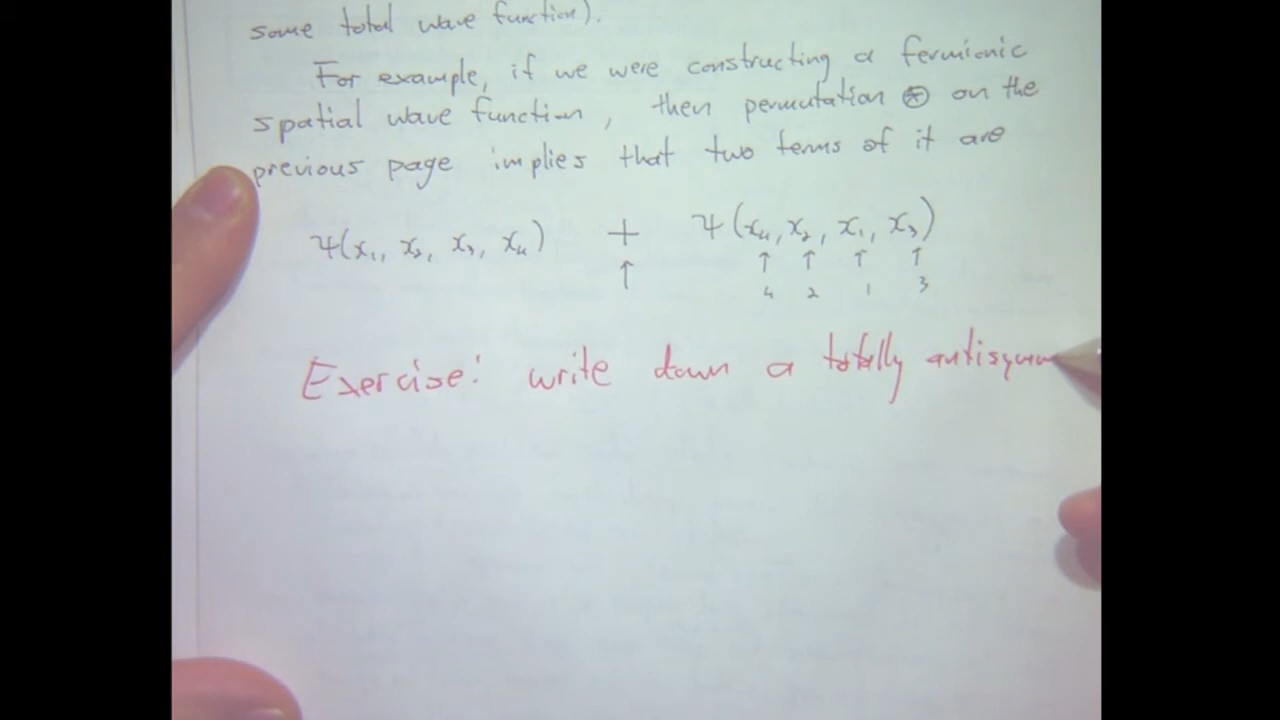 some total wave function).
For example, if we were constructing a fermionic
spatial wave function, then permutation ⊛ on the
previous page implies that two terms of it are
Ψ(x₁, x₂, x₃, x₄) + Ψ(x₄, x₂, x₁, x₃)
↑ ↑ ↑ ↑ ↑
4 2 1 3
Exercise: write down a totally antisymm